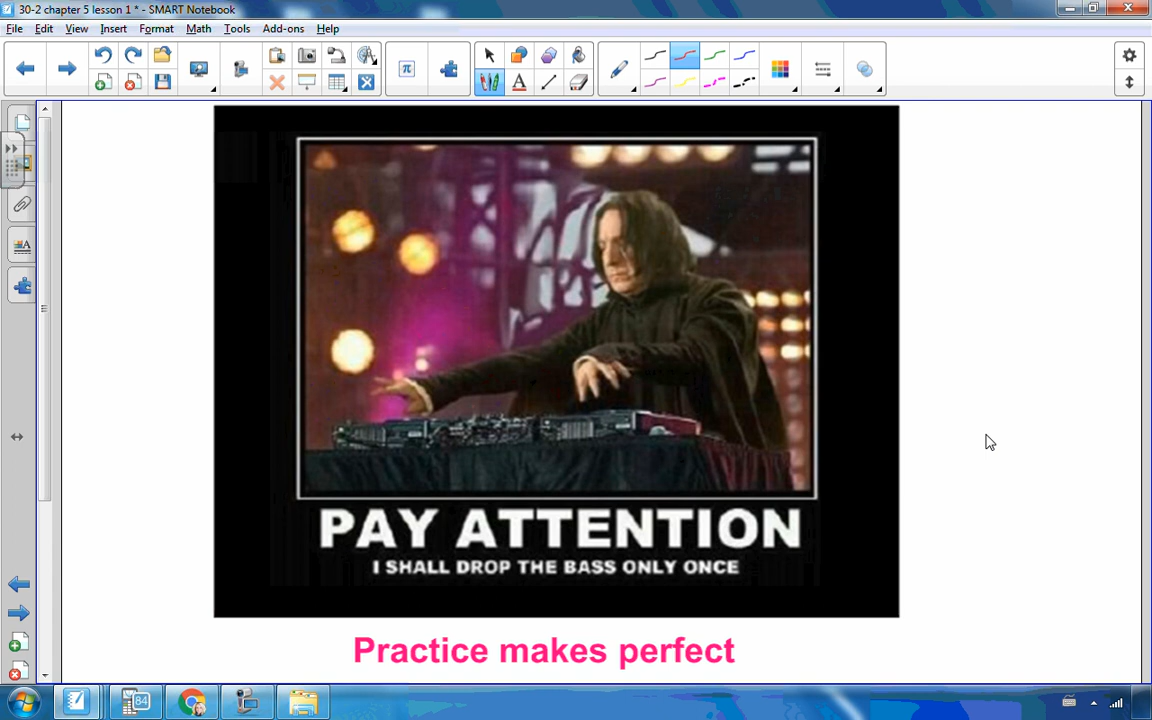 30-2 chapter 5 lesson 1 * - SMART Notebook
File Edit View Insert Format Math Tools Add-ons Help
PAY ATTENTION
I SHALL DROP THE BASS ONLY ONCE
Practice makes perfect
84